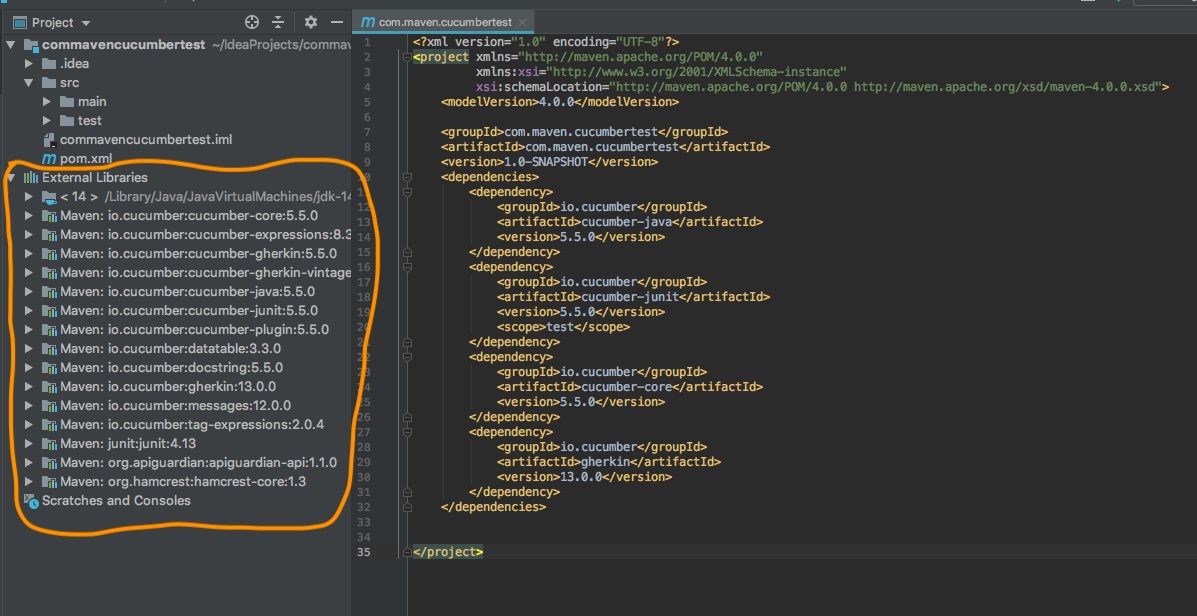 Project
commavencucumbertest ~/IdeaProjects/commav
.idea
src
main
test
commavencucumbertest.iml
pom.xml
External Libraries
< 14 > /Library/Java/JavaVirtualMachines/jdk-14
Maven: io.cucumber:cucumber-core:5.5.0
Maven: io.cucumber:cucumber-expressions:8.3
Maven: io.cucumber:cucumber-gherkin:5.5.0
Maven: io.cucumber:cucumber-gherkin-vintage
Maven: io.cucumber:cucumber-java:5.5.0
Maven: io.cucumber:cucumber-junit:5.5.0
Maven: io.cucumber:cucumber-plugin:5.5.0
Maven: io.cucumber:datatable:3.3.0
Maven: io.cucumber:docstring:5.5.0
Maven: io.cucumber:gherkin:13.0.0
Maven: io.cucumber:messages:12.0.0
Maven: io.cucumber:tag-expressions:2.0.4
Maven: junit:junit:4.13
Maven: org.apiguardian:apiguardian-api:1.1.0
Maven: org.hamcrest:hamcrest-core:1.3
Scratches and Consoles
com.maven.cucumbertest
1 <?xml version="1.0" encoding="UTF-8"?>
2 <project xmlns="http://maven.apache.org/POM/4.0.0"
3 xmlns:xsi="http://www.w3.org/2001/XMLSchema-instance"
4 xsi:schemaLocation="http://maven.apache.org/POM/4.0.0 http://maven.apache.org/xsd/maven-4.0.0.xsd">
5 <modelVersion>4.0.0</modelVersion>
6
7 <groupId>com.maven.cucumbertest</groupId>
8 <artifactId>com.maven.cucumbertest</artifactId>
9 <version>1.0-SNAPSHOT</version>
<dependencies>
<dependency>
12 <groupId>io.cucumber</groupId>
13 <artifactId>cucumber-java</artifactId>
14 <version>5.5.0</version>
15 </dependency>
16 <dependency>
17 <groupId>io.cucumber</groupId>
18 <artifactId>cucumber-junit</artifactId>
19 <version>5.5.0</version>
<scope>test</scope>
</dependency>
<dependency>
<groupId>io.cucumber</groupId>
<artifactId>cucumber-core</artifactId>
<version>5.5.0</version>
26 </dependency>
27 <dependency>
28 <groupId>io.cucumber</groupId>
29 <artifactId>gherkin</artifactId>
30 <version>13.0.0</version>
31 </dependency>
32 </dependencies>
33
34
35 </project>